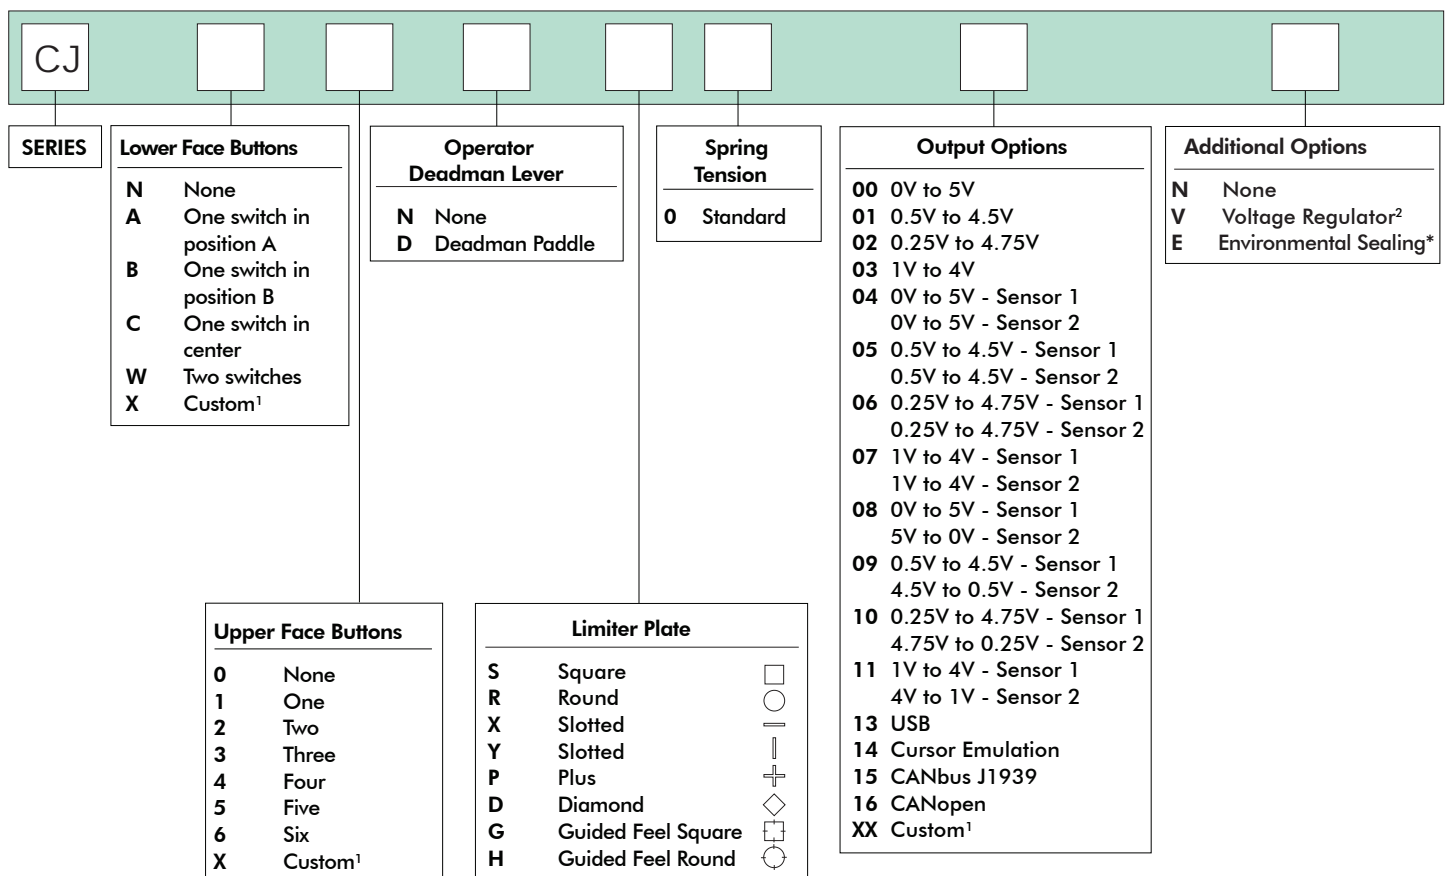 CJ
SERIES
Lower Face Buttons
N None
A One switch in
position A
B One switch in
position B
C One switch in
center
W Two switches
X Custom¹
Operator
Deadman Lever
N None
D Deadman Paddle
Spring
Tension
0 Standard
Output Options
00 0V to 5V
01 0.5V to 4.5V
02 0.25V to 4.75V
03 1V to 4V
04 0V to 5V - Sensor 1
0V to 5V - Sensor 2
05 0.5V to 4.5V - Sensor 1
0.5V to 4.5V - Sensor 2
06 0.25V to 4.75V - Sensor 1
0.25V to 4.75V - Sensor 2
07 1V to 4V - Sensor 1
1V to 4V - Sensor 2
08 0V to 5V - Sensor 1
5V to 0V - Sensor 2
09 0.5V to 4.5V - Sensor 1
4.5V to 0.5V - Sensor 2
10 0.25V to 4.75V - Sensor 1
4.75V to 0.25V - Sensor 2
11 1V to 4V - Sensor 1
4V to 1V - Sensor 2
13 USB
14 Cursor Emulation
15 CANbus J1939
16 CANopen
XX Custom¹
Additional Options
N None
V Voltage Regulator²
E Environmental Sealing*
Upper Face Buttons
0 None
1 One
2 Two
3 Three
4 Four
5 Five
6 Six
X Custom¹
Limiter Plate
S Square
R Round
X Slotted
Y Slotted
P Plus
D Diamond
G Guided Feel Square
H Guided Feel Round